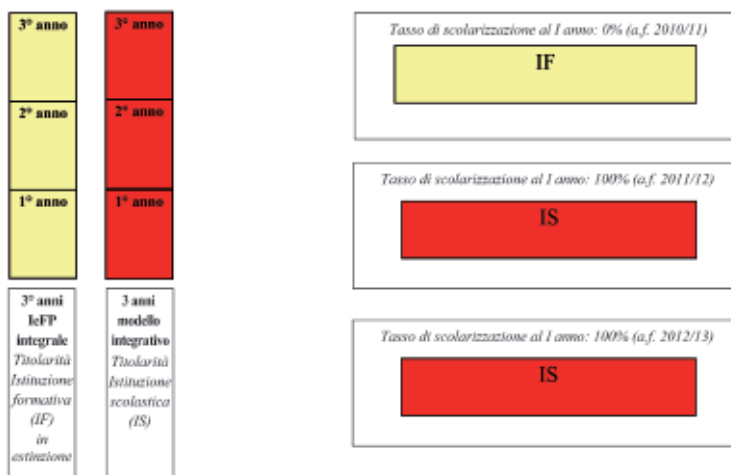 3° anno
2° anno
1° anno
3° anni
IeFP
integrale
Titolarità
Istituzione
formativa
(IF)
in
estinzione
3° anno
2° anno
1° anno
3 anni
modello
integrativo
Titolarità
Istituzione
scolastica
(IS)
Tasso di scolarizzazione al I anno: 0% (a.f. 2010/11)
IF
Tasso di scolarizzazione al I anno: 100% (a.f. 2011/12)
IS
Tasso di scolarizzazione al I anno: 100% (a.f. 2012/13)
IS